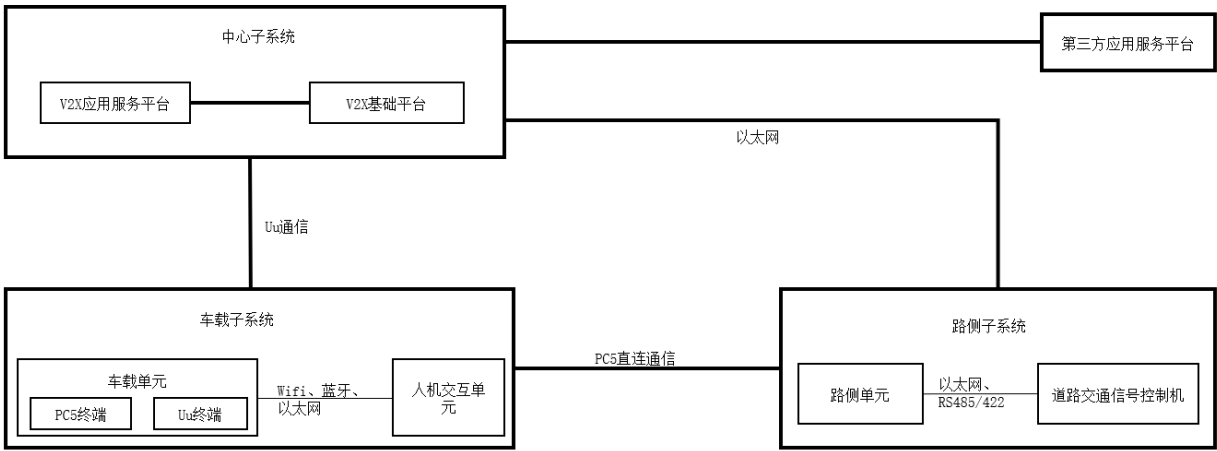 中心子系统
第三方应用服务平台
V2X应用服务平台
V2X基础平台
以太网
Uu通信
车载子系统
路侧子系统
PC5直连通信
车载单元
PC5终端
Uu终端
Wifi、蓝牙、
以太网
人机交互单
元
路侧单元
以太网、
RS485/422
道路交通信号控制机